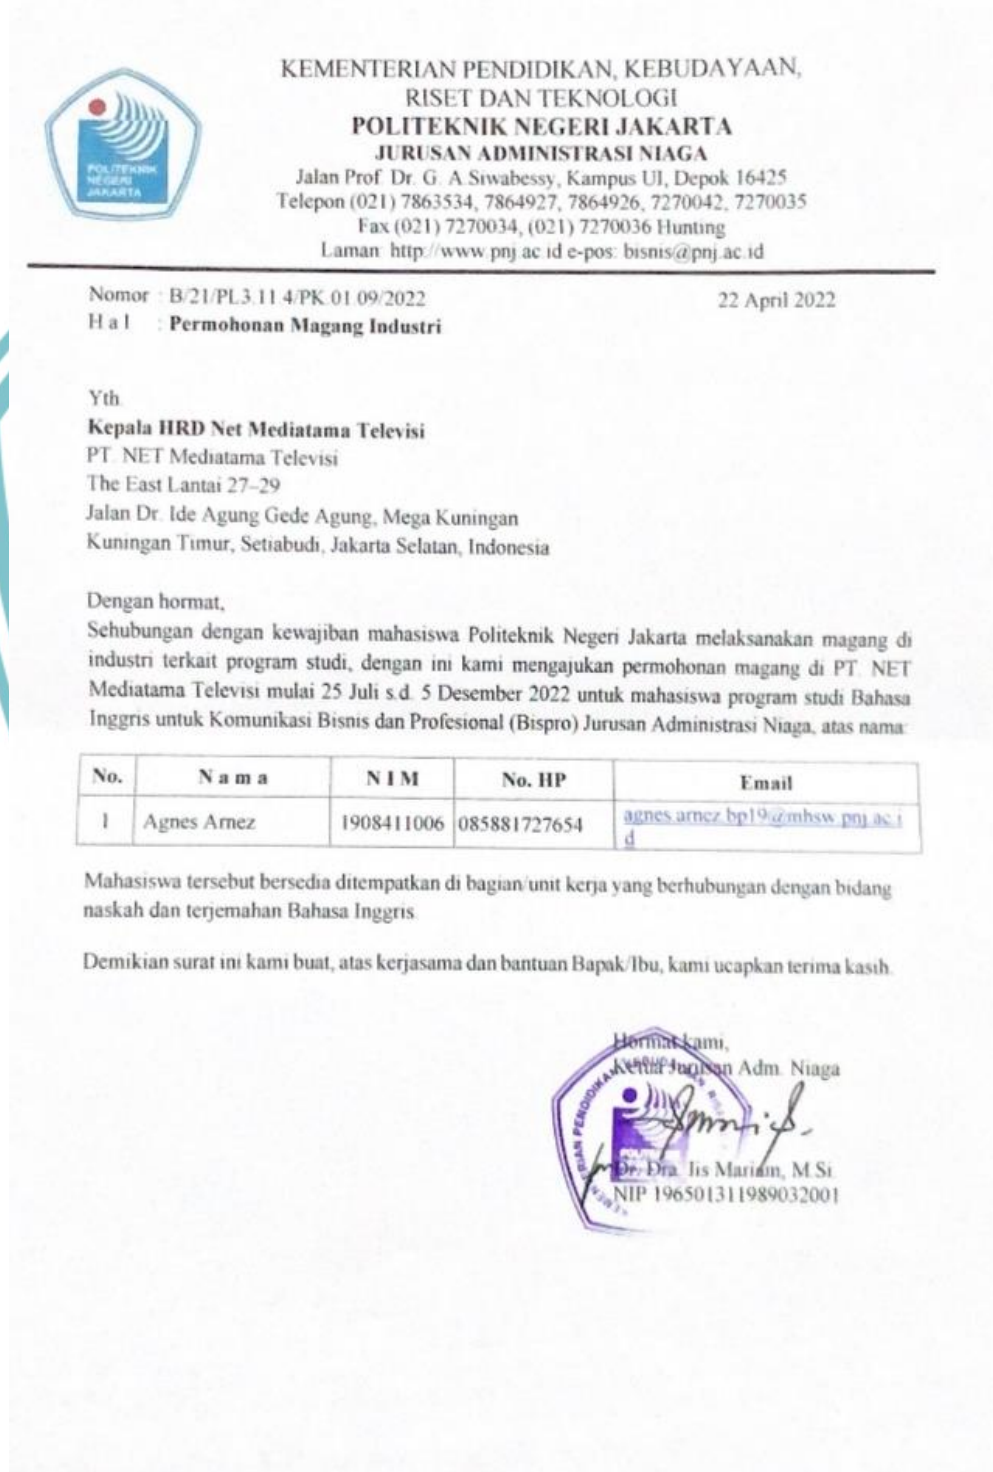 KEMENTERIAN PENDIDIKAN, KEBUDAYAAN,
RISET DAN TEKNOLOGI
POLITEKNIK NEGERI JAKARTA
JURUSAN ADMINISTRASI NIAGA
Jalan Prof. Dr. G. A Siwabessy, Kampus UI, Depok 16425
Telepon (021) 7863534, 7864927, 7864926, 7270042, 7270035
Fax (021) 7270034, (021) 7270036 Hunting
Laman: http://www.pnj.ac.id e-pos: bisnis@pnj.ac.id
POLITEKNIK
NEGERI
JAKARTA
Nomor : B/21/PL3.11.4/PK.01.09/2022 22 April 2022
H a l : Permohonan Magang Industri
Yth.
Kepala HRD Net Mediatama Televisi
PT. NET Mediatama Televisi
The East Lantai 27–29
Jalan Dr. Ide Agung Gede Agung, Mega Kuningan
Kuningan Timur, Setiabudi, Jakarta Selatan, Indonesia
Dengan hormat,
Sehubungan dengan kewajiban mahasiswa Politeknik Negeri Jakarta melaksanakan magang di
industri terkait program studi, dengan ini kami mengajukan permohonan magang di PT. NET
Mediatama Televisi mulai 25 Juli s.d. 5 Desember 2022 untuk mahasiswa program studi Bahasa
Inggris untuk Komunikasi Bisnis dan Profesional (Bispro) Jurusan Administrasi Niaga, atas nama:
No. N a m a N I M No. HP Email
1 Agnes Arnez 1908411006 085881727654 agnes.arnez.bp19@mhsw.pnj.ac.i
d
Mahasiswa tersebut bersedia ditempatkan di bagian/unit kerja yang berhubungan dengan bidang
naskah dan terjemahan Bahasa Inggris.
Demikian surat ini kami buat, atas kerjasama dan bantuan Bapak/Ibu, kami ucapkan terima kasih.
Hormat kami,
Ketua Jurusan Adm. Niaga
Dr. Dra. Iis Mariam, M.Si.
NIP 196501311989032001